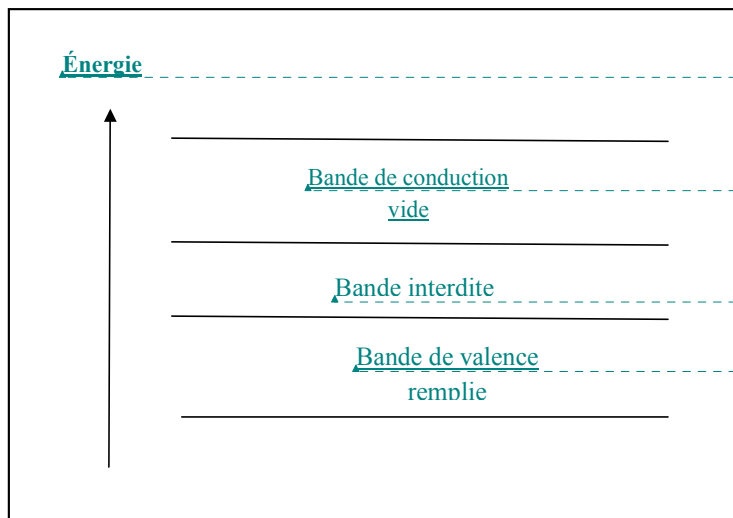 Énergie
Bande de conduction
vide
Bande interdite
Bande de valence
remplie